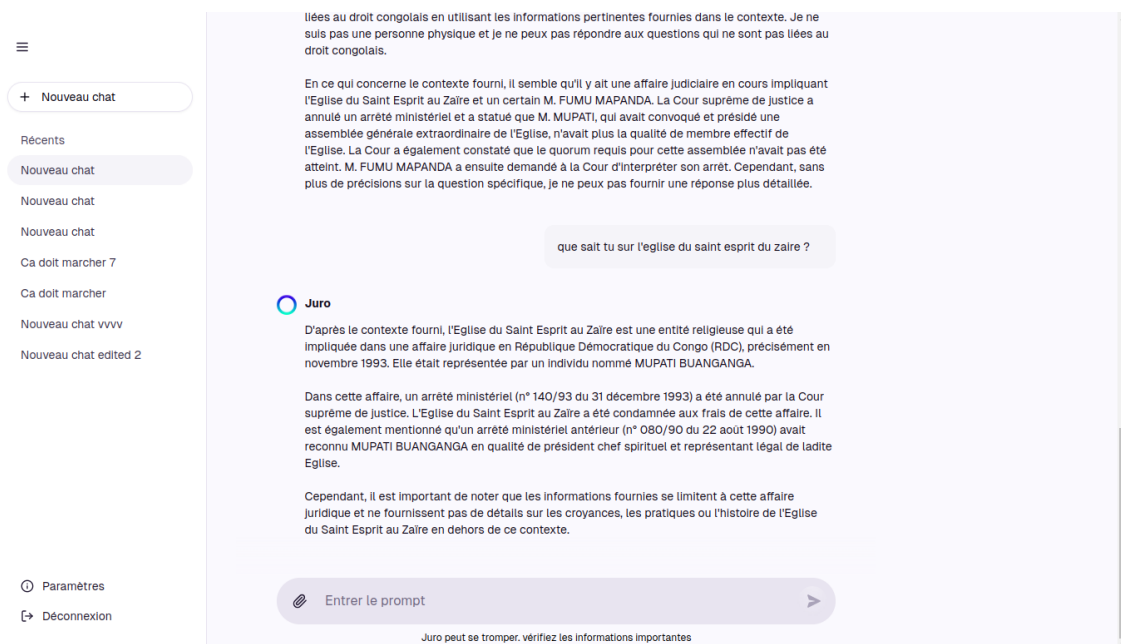 liées au droit congolais en utilisant les informations pertinentes fournies dans le contexte. Je ne
suis pas une personne physique et je ne peux pas répondre aux questions qui ne sont pas liées au
droit congolais.
Nouveau chat
En ce qui concerne le contexte fourni, il semble qu'il y ait une affaire judiciaire en cours impliquant
l'Eglise du Saint Esprit au Zaïre et un certain M. FUMU MAPANDA. La Cour suprême de justice a
annulé un arrêté ministériel et a statué que M. MUPATI, qui avait convoqué et présidé une
assemblée générale extraordinaire de l'Eglise, n'avait plus la qualité de membre effectif de
l'Eglise. La Cour a également constaté que le quorum requis pour cette assemblée n'avait pas été
atteint. M. FUMU MAPANDA a ensuite demandé à la Cour d'interpréter son arrêt. Cependant, sans
plus de précisions sur la question spécifique, je ne peux pas fournir une réponse plus détaillée.
Récents
Nouveau chat
Nouveau chat
Nouveau chat
Ca doit marcher 7
Ca doit marcher
Nouveau chat vvvv
Nouveau chat edited 2
que sait tu sur l'eglise du saint esprit du zaire ?
Juro
D'après le contexte fourni, l'Eglise du Saint Esprit au Zaïre est une entité religieuse qui a été
impliquée dans une affaire juridique en République Démocratique du Congo (RDC), précisément en
novembre 1993. Elle était représentée par un individu nommé MUPATI BUANGANGA.
Dans cette affaire, un arrêté ministériel (n° 140/93 du 31 décembre 1993) a été annulé par la Cour
suprême de justice. L'Eglise du Saint Esprit au Zaïre a été condamnée aux frais de cette affaire. Il
est également mentionné qu'un arrêté ministériel antérieur (n° 080/90 du 22 août 1990) avait
reconnu MUPATI BUANGANGA en qualité de président chef spirituel et représentant légal de ladite
Eglise.
Cependant, il est important de noter que les informations fournies se limitent à cette affaire
juridique et ne fournissent pas de détails sur les croyances, les pratiques ou l'histoire de l'Eglise
du Saint Esprit au Zaïre en dehors de ce contexte.
Paramètres
Déconnexion
Entrer le prompt
Juro peut se tromper. vérifiez les informations importantes